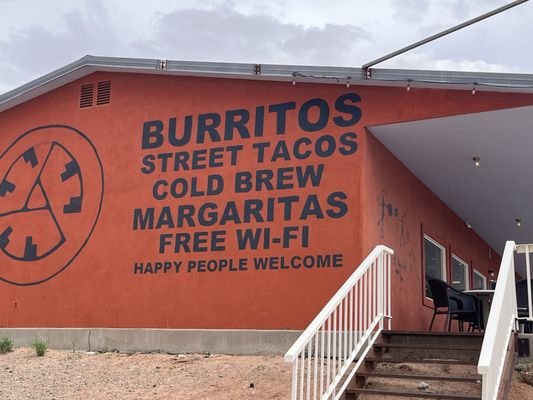 BURRITOS
STREET TACOS
COLD BREW
MARGARITAS
FREE WI-FI
HAPPY PEOPLE WELCOME